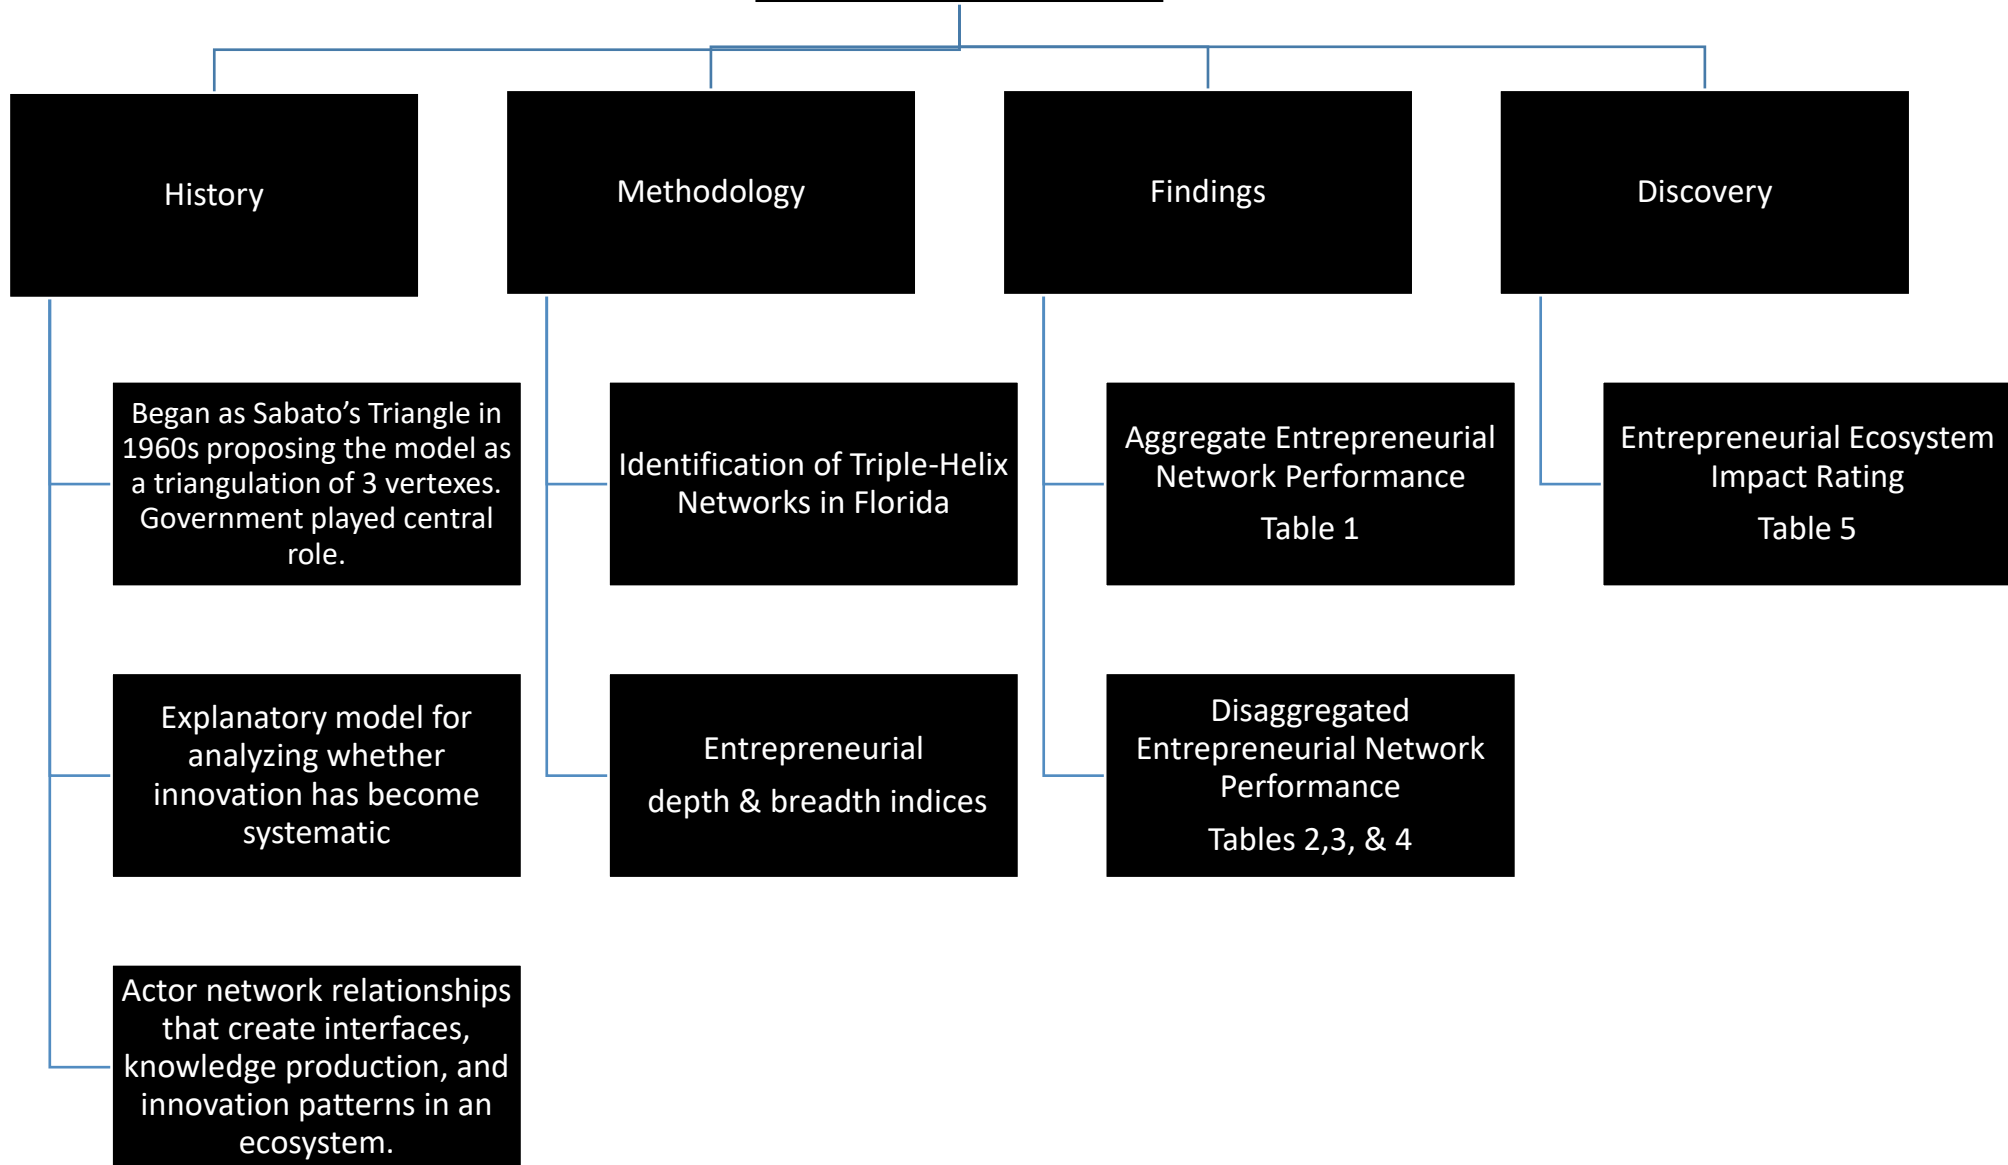 History
Methodology
Findings
Discovery
Began as Sabato’s Triangle in
1960s proposing the model as
a triangulation of 3 vertexes.
Government played central
role.
Identification of Triple-Helix
Networks in Florida
Aggregate Entrepreneurial
Network Performance
Table 1
Entrepreneurial Ecosystem
Impact Rating
Table 5
Explanatory model for
analyzing whether
innovation has become
systematic
Entrepreneurial
depth & breadth indices
Disaggregated
Entrepreneurial Network
Performance
Tables 2,3, & 4
Actor network relationships
that create interfaces,
knowledge production, and
innovation patterns in an
ecosystem.